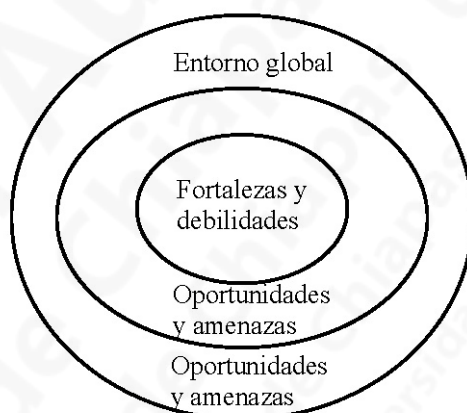 Entorno global
Fortalezas y
debilidades
Oportunidades
y amenazas
Oportunidades
y amenazas